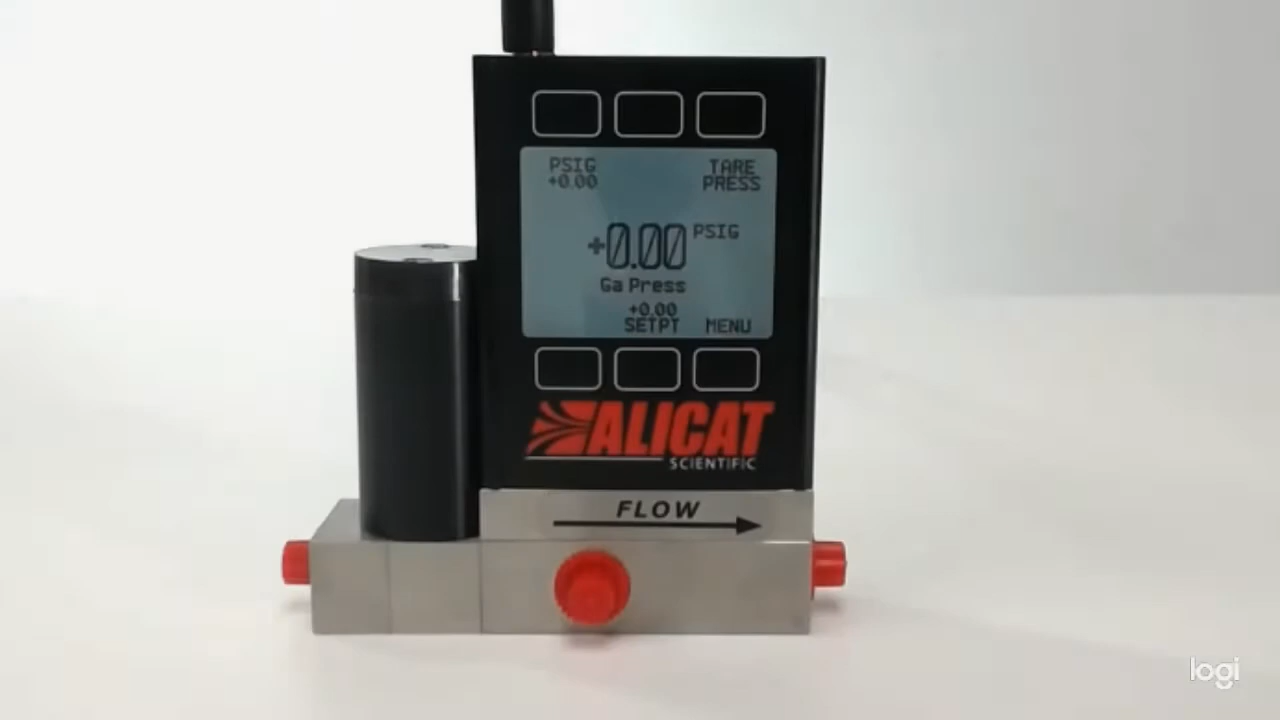 PSIG
+0.00
TARE
PRESS
+0.00 PSIG
Ga Press
+0.00
SETPT
MENU
ALICAT
SCIENTIFIC
FLOW
logi